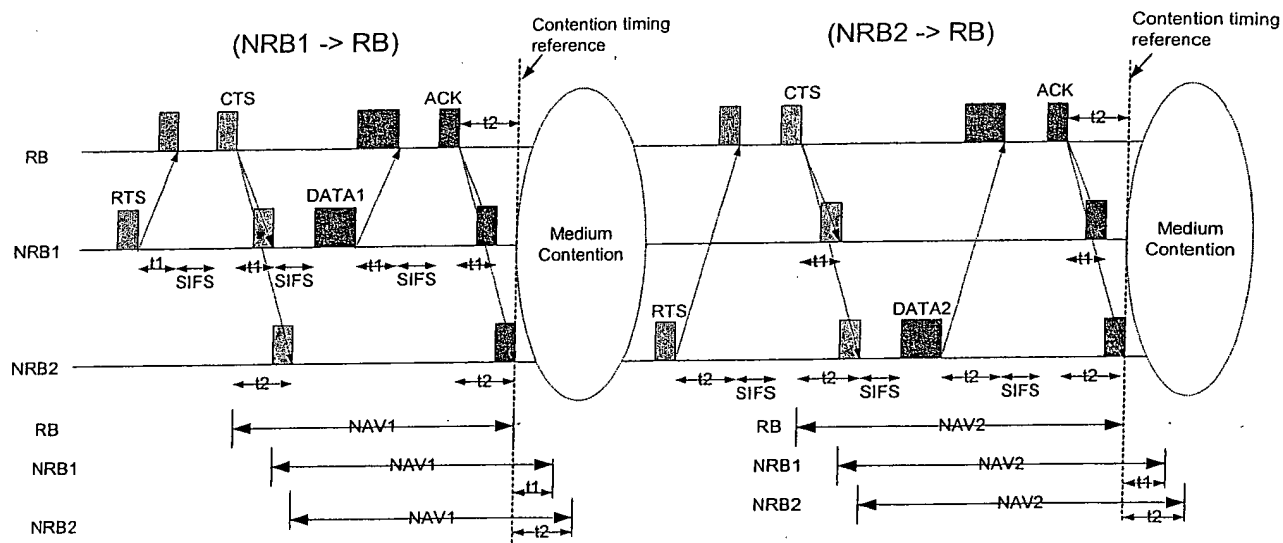 (NRB1 -> RB)
Contention timing
reference
(NRB2 -> RB)
Contention timing
reference
CTS
ACK
t2
CTS
ACK
t2
RB
RTS
DATA1
Medium
Contention
Medium
Contention
NRB1
t1
SIFS
t1
SIFS
t1
SIFS
t1
t1
t1
RTS
DATA2
NRB2
t2
t2
t2
SIFS
t2
SIFS
t2
SIFS
t2
RB
NAV1
RB
NAV2
NRB1
NAV1
t1
NRB1
NAV2
t1
NRB2
NAV1
t2
NRB2
NAV2
t2